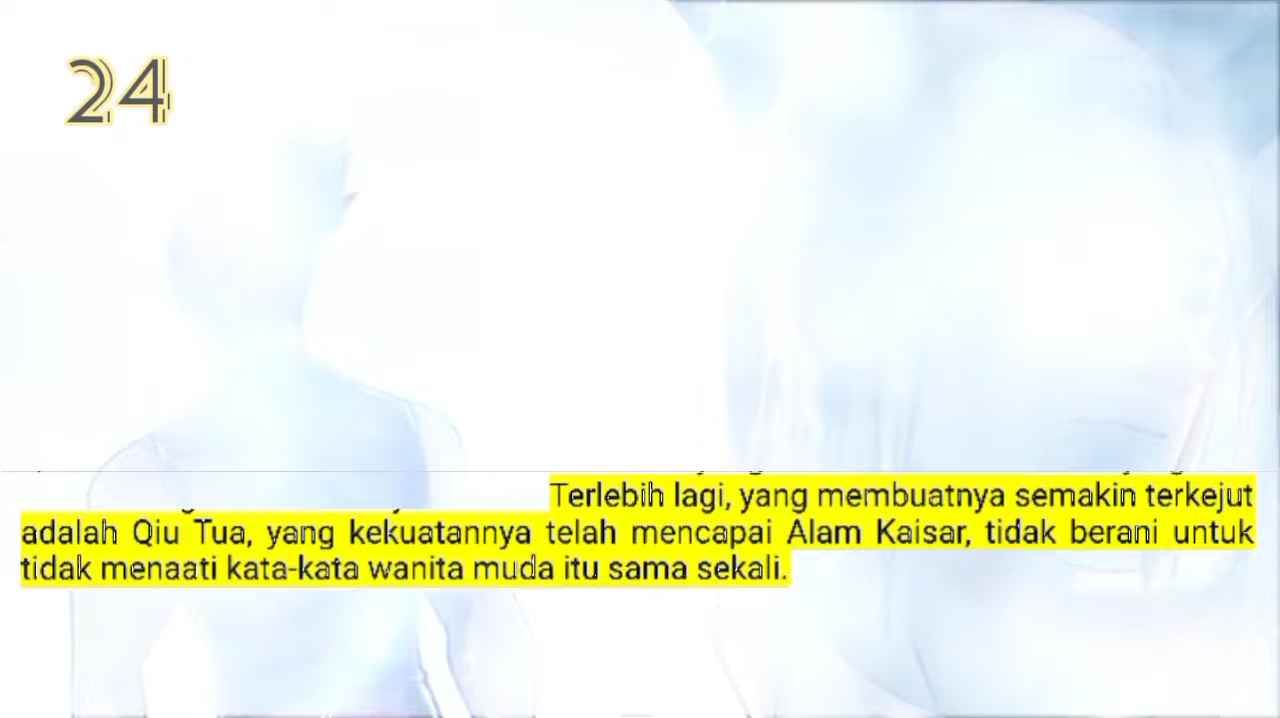 24
Terlebih lagi, yang membuatnya semakin terkejut
adalah Qiu Tua, yang kekuatannya telah mencapai Alam Kaisar, tidak berani untuk
tidak menaati kata-kata wanita muda itu sama sekali.